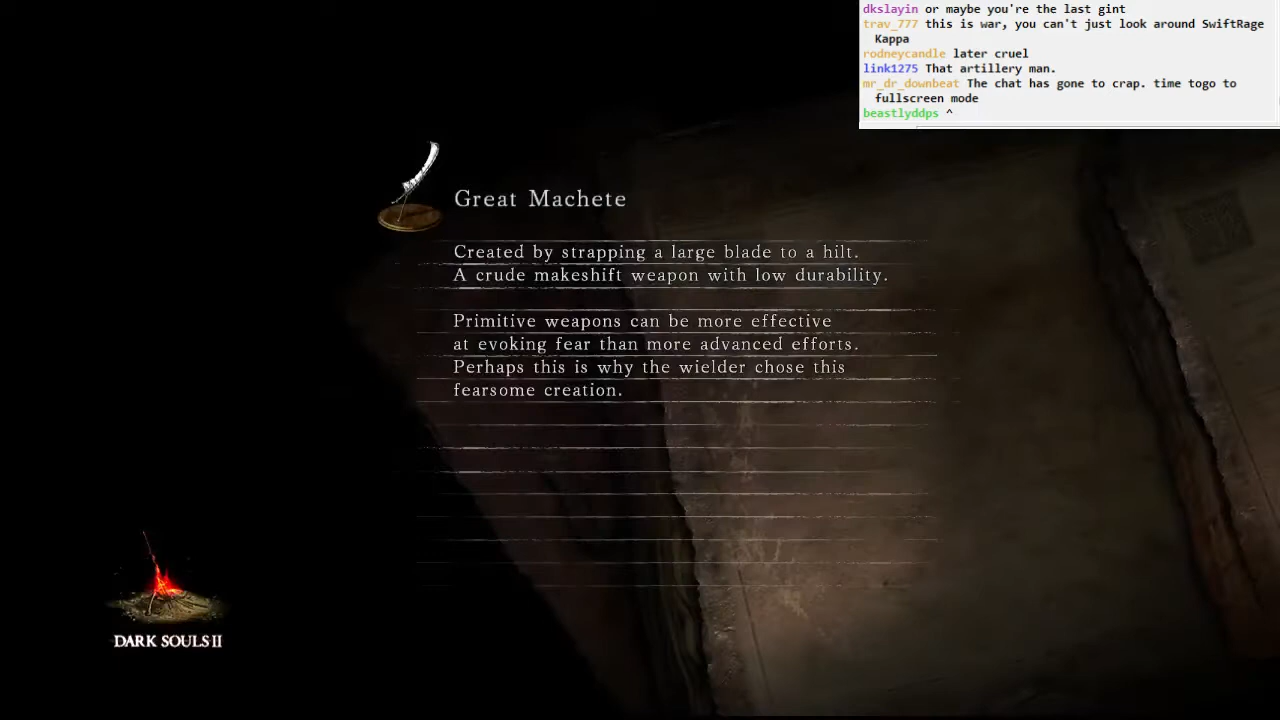 dkslayin or maybe you're the last gint
trav_777 this is war, you can't just look around SwiftRage
Kappa
rodneycandle later cruel
link1275 That artillery man.
mr_dr_downbeat The chat has gone to crap. time togo to
fullscreen mode
beastlyddps ^
Great Machete
Created by strapping a large blade to a hilt.
A crude makeshift weapon with low durability.
Primitive weapons can be more effective
at evoking fear than more advanced efforts.
Perhaps this is why the wielder chose this
fearsome creation.
DARK SOULS II